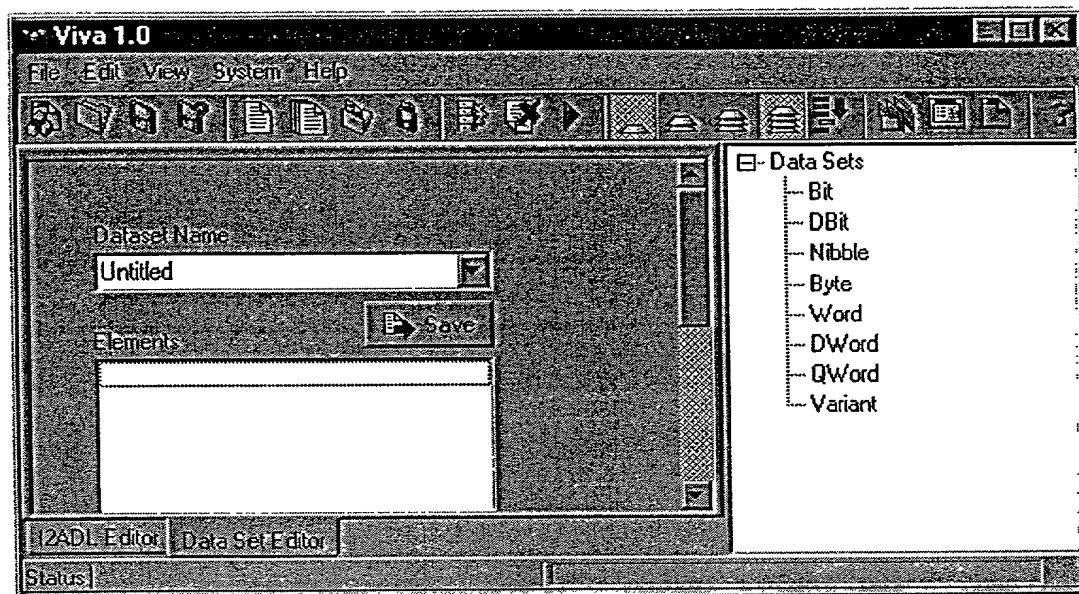 Viva 1.0
File Edit View System Help
Dataset Name
Untitled
Save
Elements
I2ADL Editor Data Set Editor
Status
Data Sets
Bit
DBit
Nibble
Byte
Word
DWord
QWord
Variant